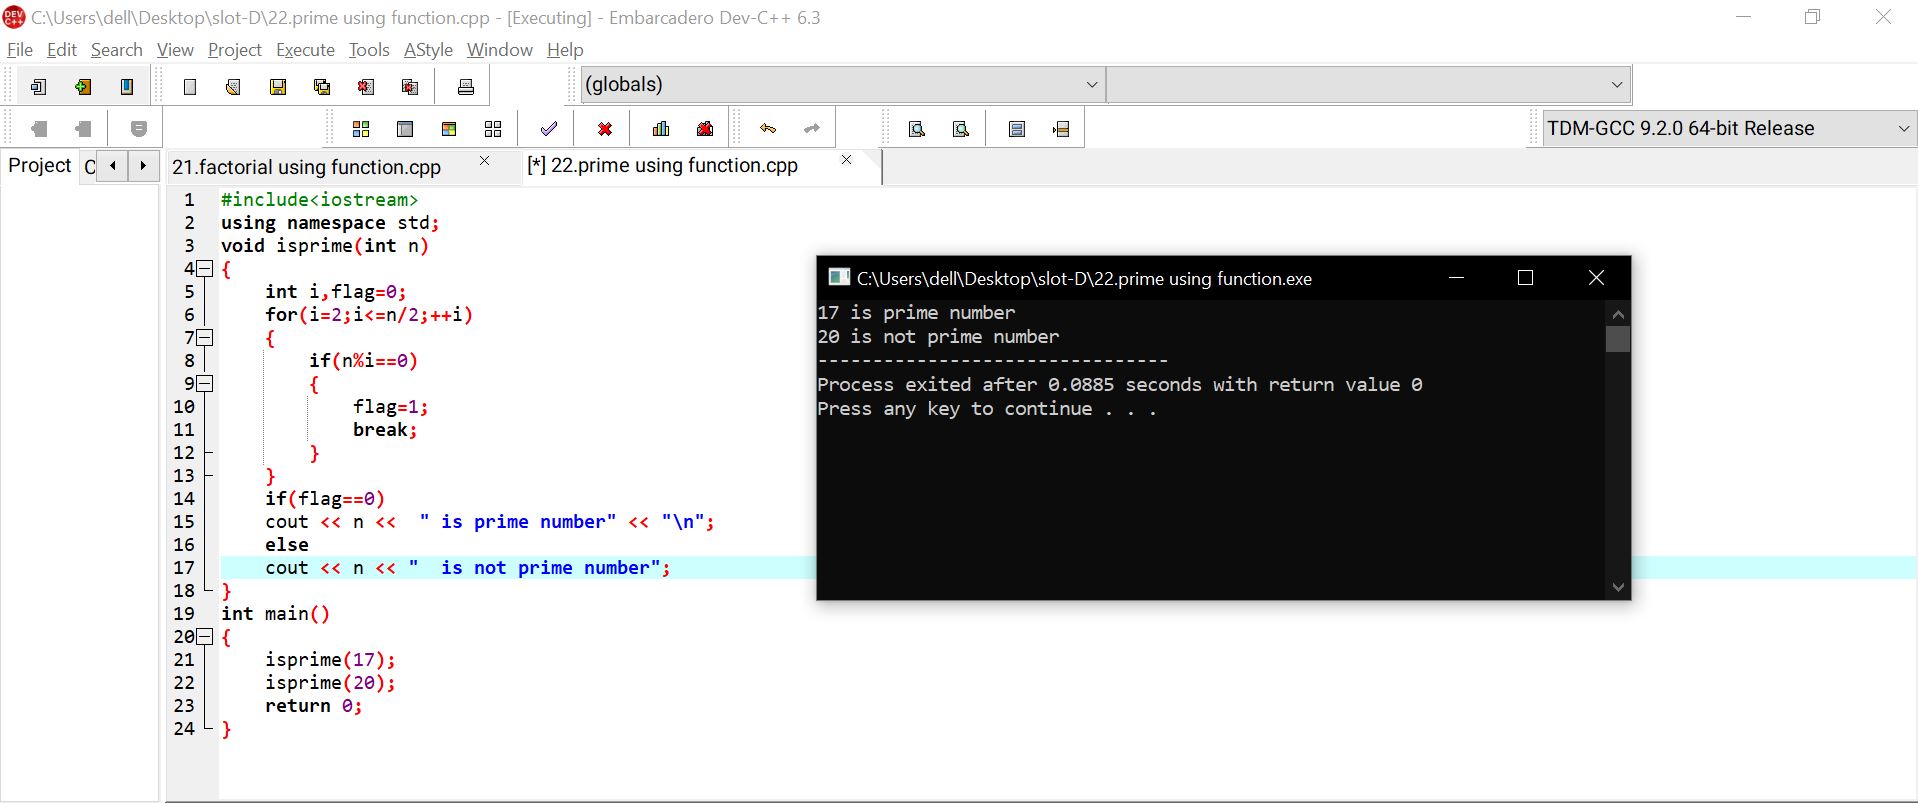 C:\Users\dell\Desktop\slot-D\22.prime using function.cpp - [Executing] - Embarcadero Dev-C++ 6.3
File Edit Search View Project Execute Tools AStyle Window Help
(globals)
TDM-GCC 9.2.0 64-bit Release
Project C 21.factorial using function.cpp [*] 22.prime using function.cpp
1 #include<iostream>
2 using namespace std;
3 void isprime(int n)
4 {
5     int i,flag=0;
6     for(i=2;i<=n/2;++i)
7     {
8         if(n%i==0)
9         {
10             flag=1;
11             break;
12         }
13     }
14     if(flag==0)
15     cout << n <<  " is prime number" << "\n";
16     else
17     cout << n << "  is not prime number";
18 }
19 int main()
20 {
21     isprime(17);
22     isprime(20);
23     return 0;
24 }
C:\Users\dell\Desktop\slot-D\22.prime using function.exe
17 is prime number
20 is not prime number
--------------------------------
Process exited after 0.0885 seconds with return value 0
Press any key to continue . . .